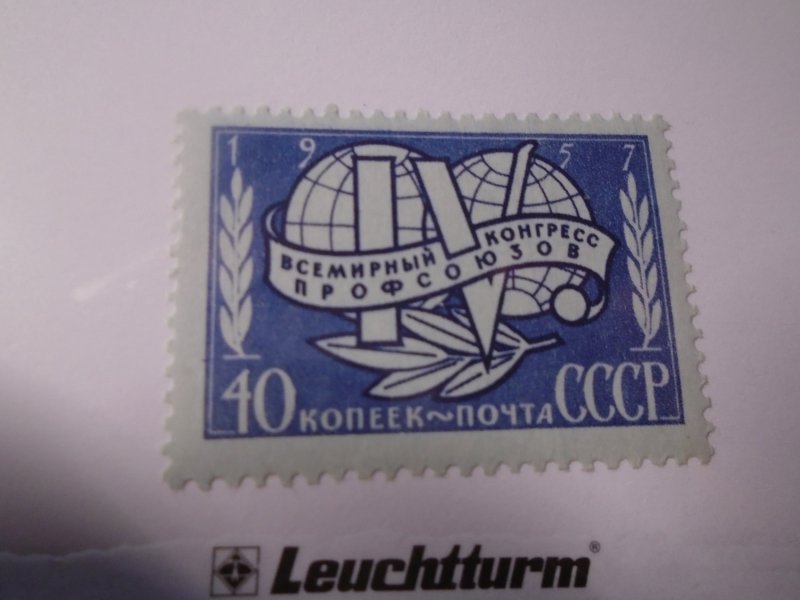 1957
IV
ВСЕМИРНЫЙ КОНГРЕСС
ПРОФСОЮЗОВ
40 КОПЕЕК~ПОЧТА СССР
Leuchtturm®